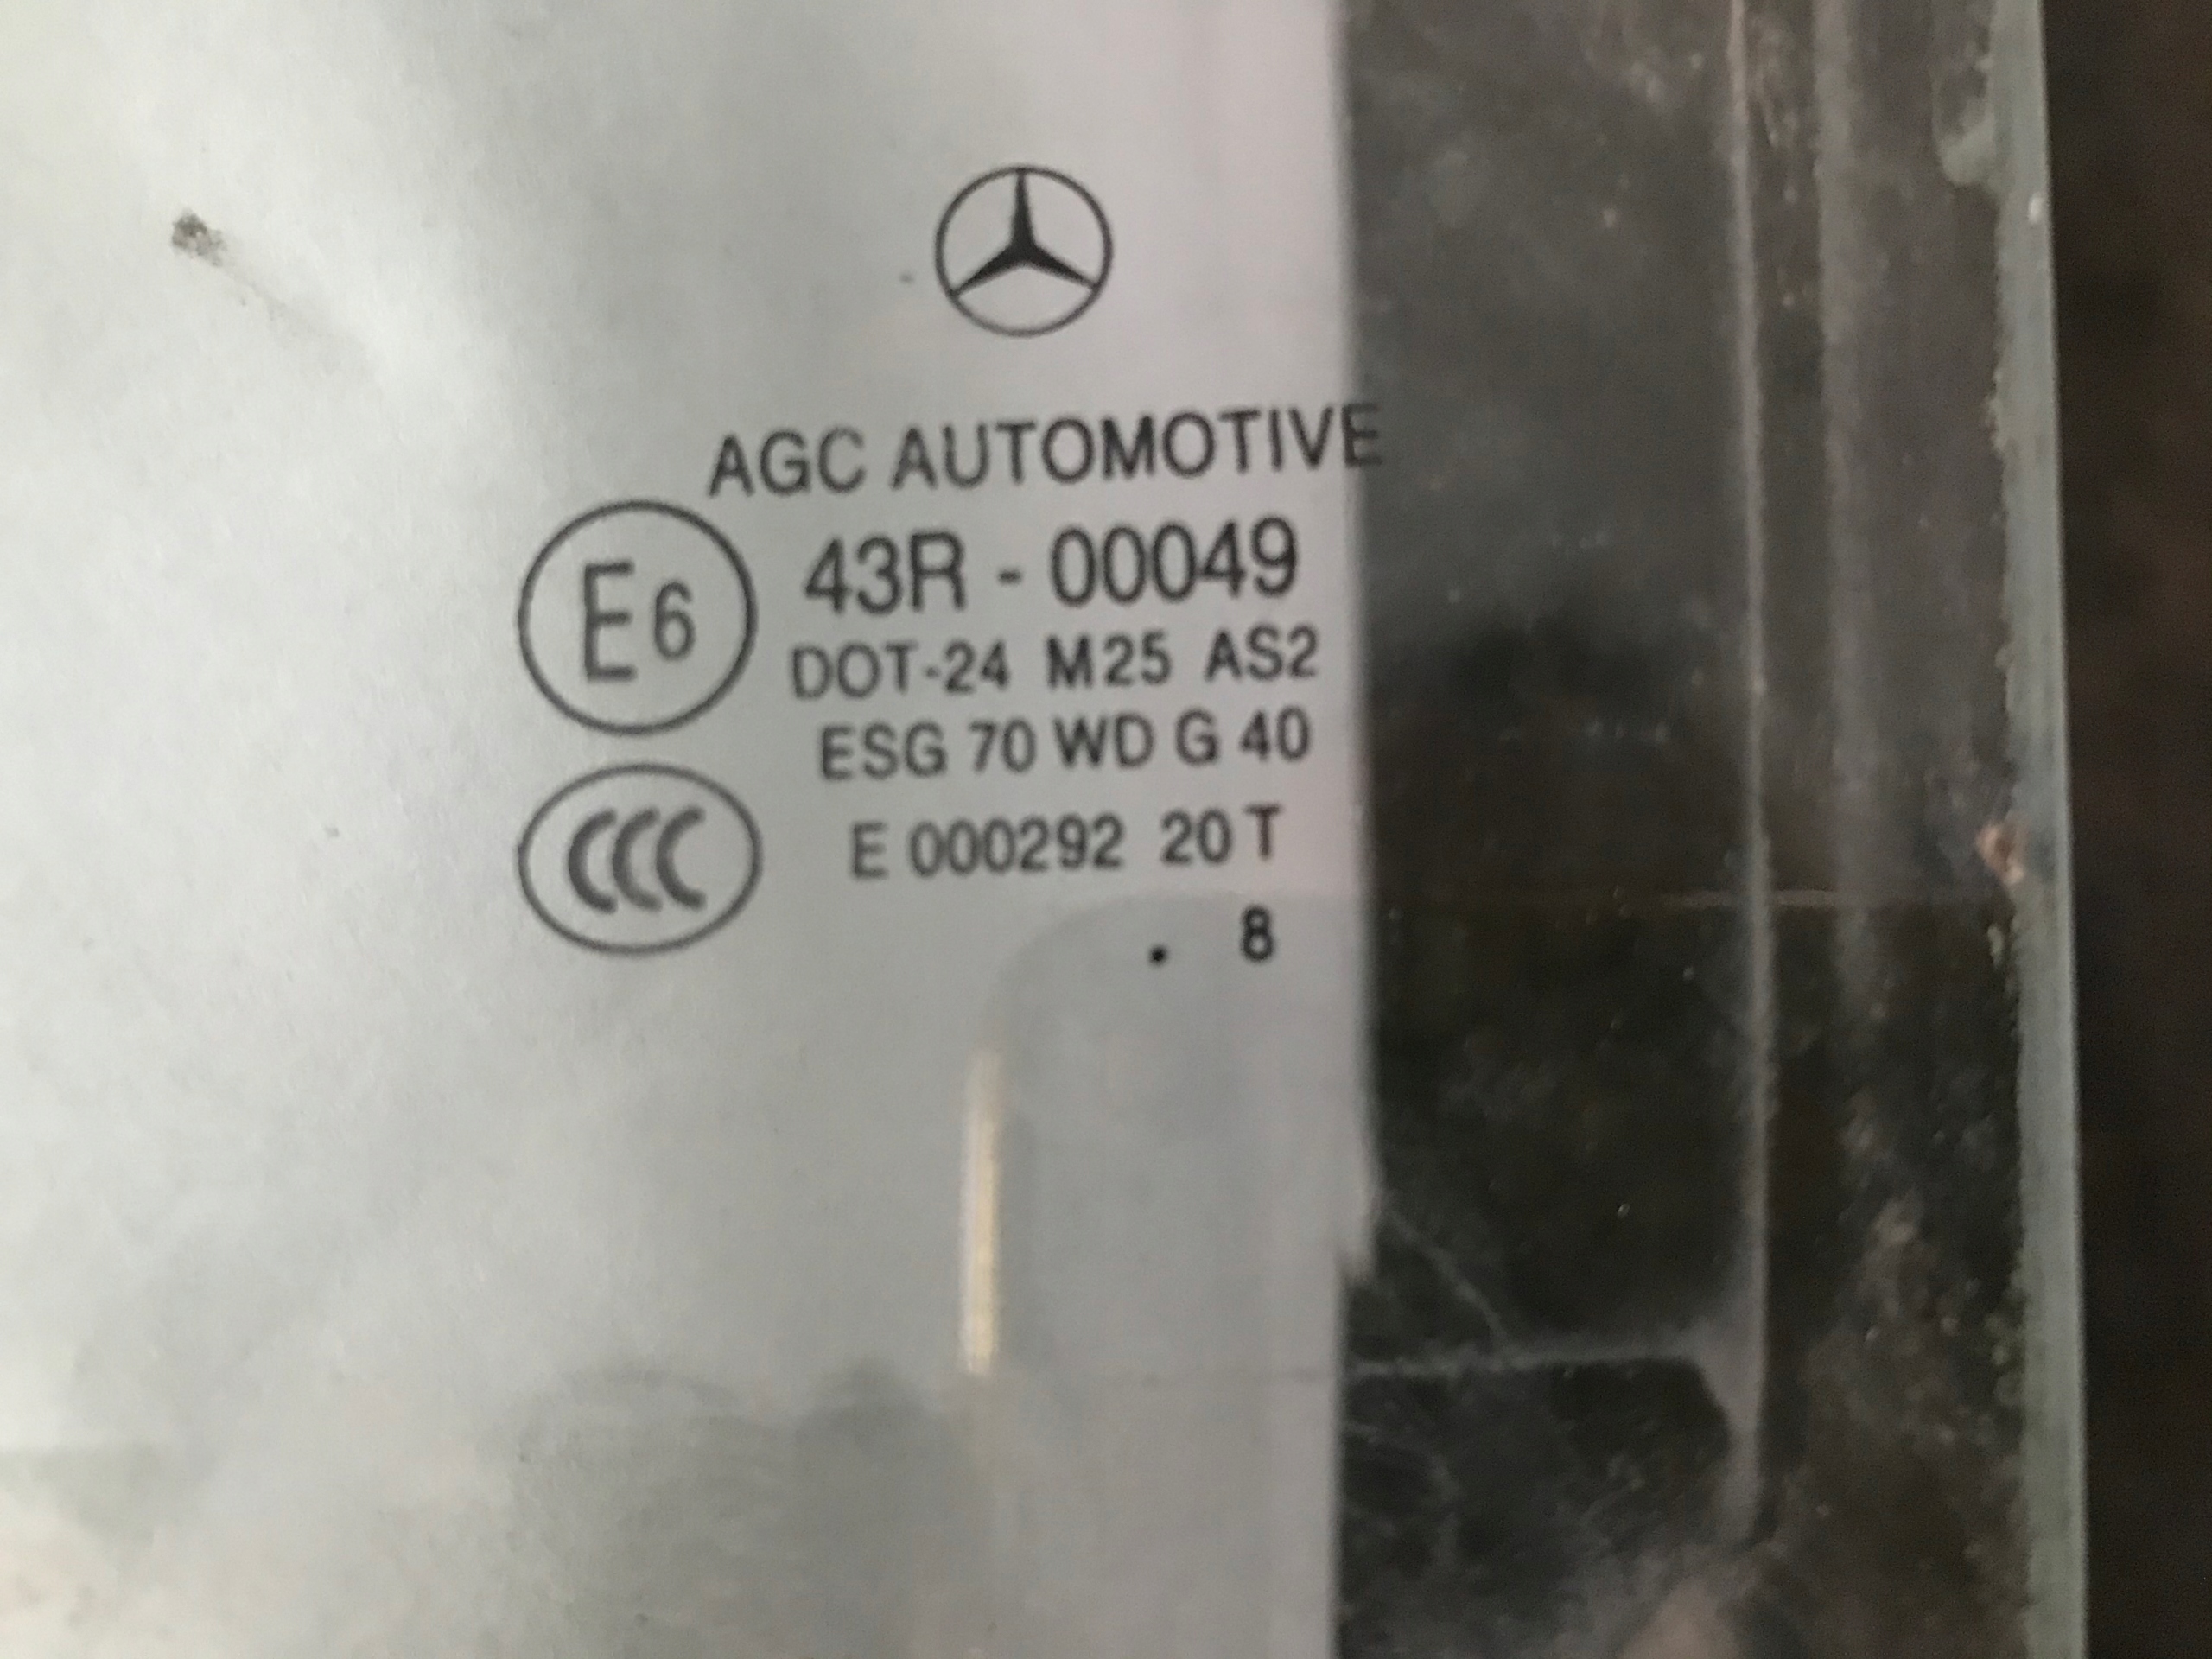 AGC AUTOMOTIVE
E6 43R - 00049
DOT-24 M25 AS2
ESG 70 WD G 40
CCC E 000292 20 T
. 8